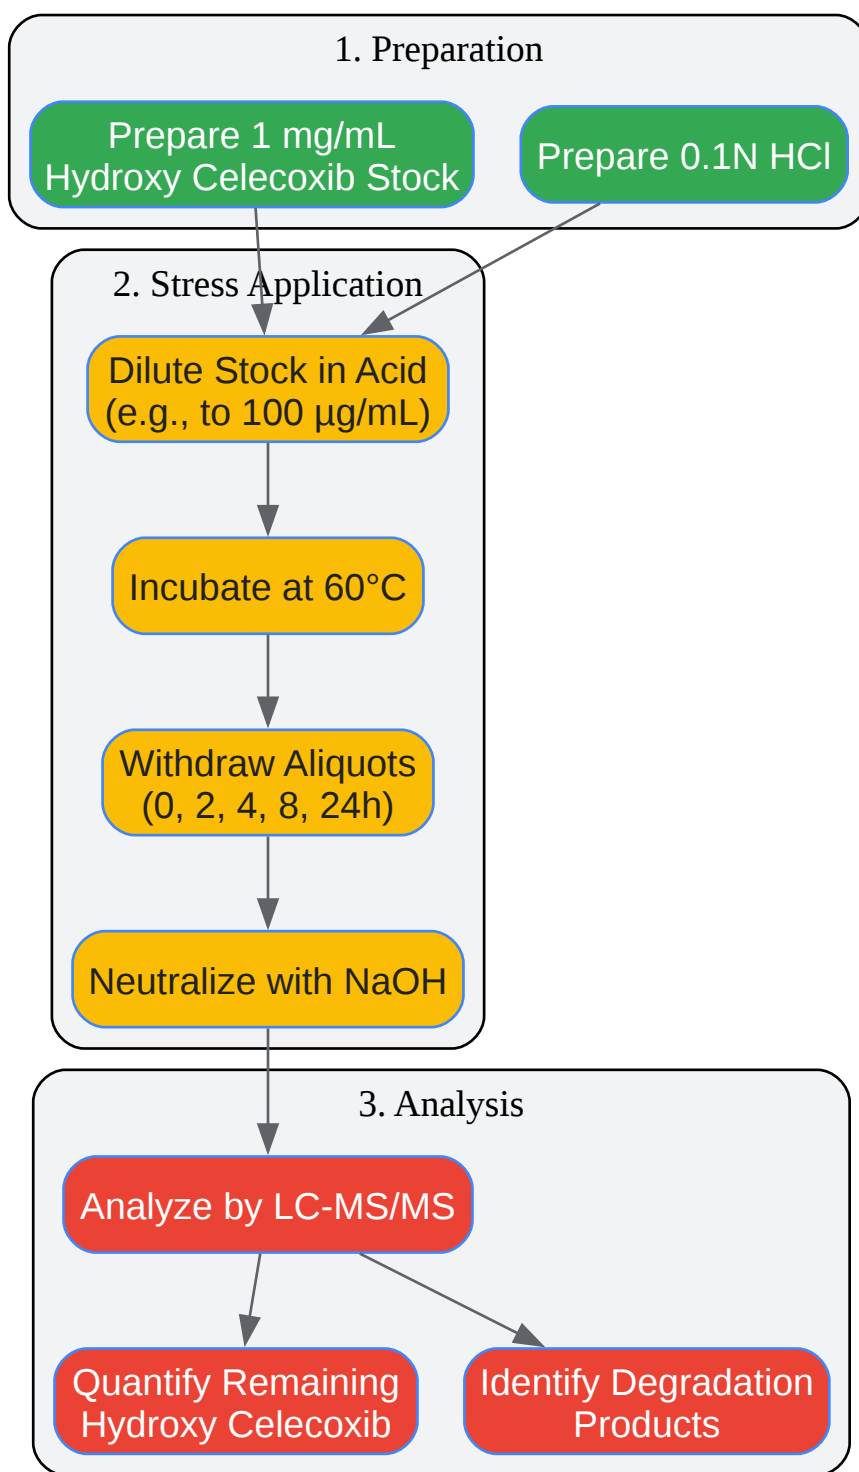 1. Preparation
Prepare 1 mg/mL
Hydroxy Celecoxib Stock
Prepare 0.1N HCl
2. Stress Application
Dilute Stock in Acid
(e.g., to 100 µg/mL)
Incubate at 60°C
Withdraw Aliquots
(0, 2, 4, 8, 24h)
Neutralize with NaOH
3. Analysis
Analyze by LC-MS/MS
Quantify Remaining
Hydroxy Celecoxib
Identify Degradation
Products